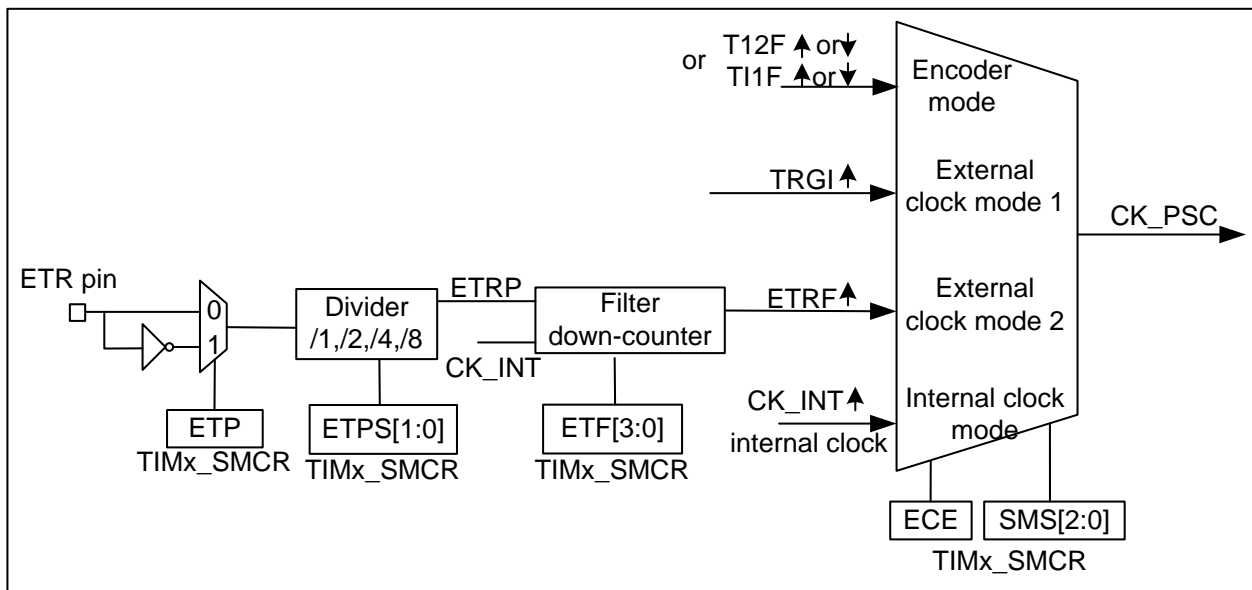 or T12F or
TI1F or
Encoder
mode
TRGI
External
clock mode 1
CK_PSC
ETR pin
0
1
Divider
/1,/2,/4,/8
ETRP
CK_INT
Filter
down-counter
ETRF
External
clock mode 2
CK_INT
internal clock
Internal clock
mode
ETP
TIMx_SMCR
ETPS[1:0]
TIMx_SMCR
ETF[3:0]
TIMx_SMCR
ECE
SMS[2:0]
TIMx_SMCR